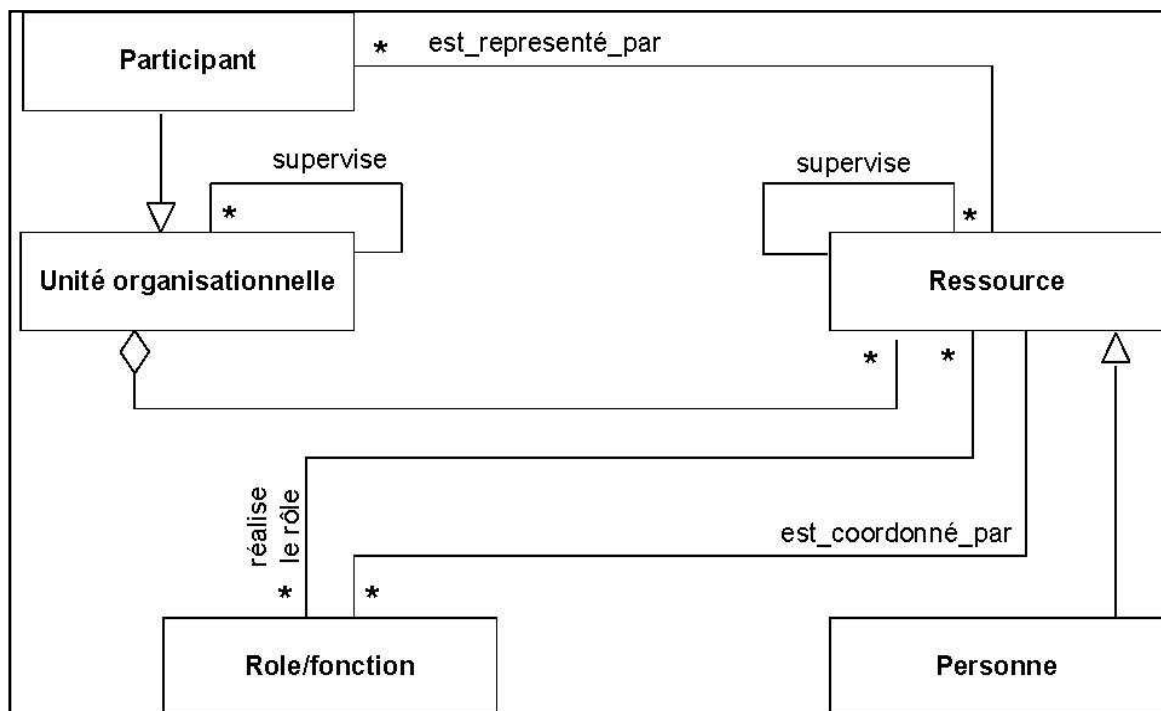 Participant
* est_representé_par
supervise
*
supervise
*
Unité organisationnelle
Ressource
*
*
réalise
le rôle
est_coordonné_par
*
*
Role/fonction
Personne